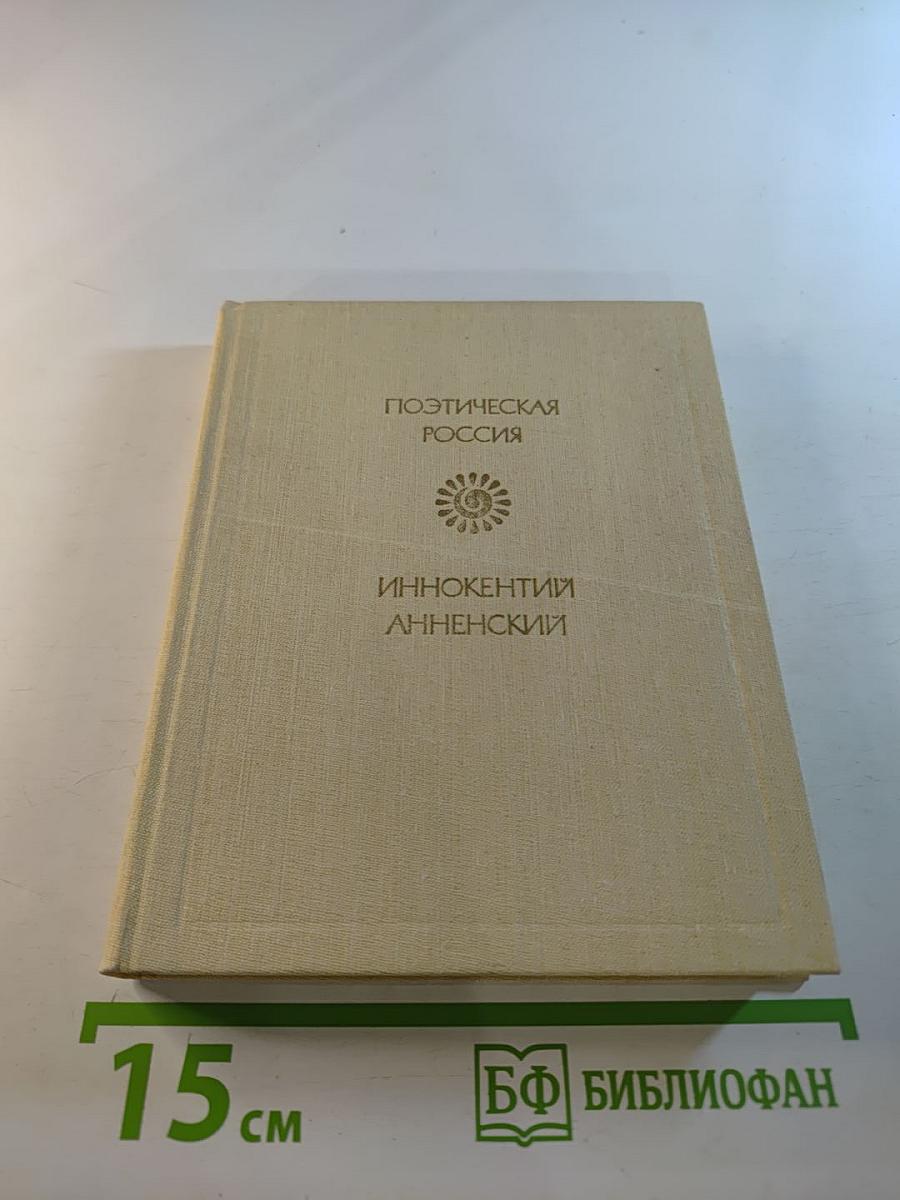 ПОЭТИЧЕСКАЯ
РОССИЯ
ИННОКЕНТИЙ
АННЕНСКИЙ
15 см
БФ БИБЛИОФАН